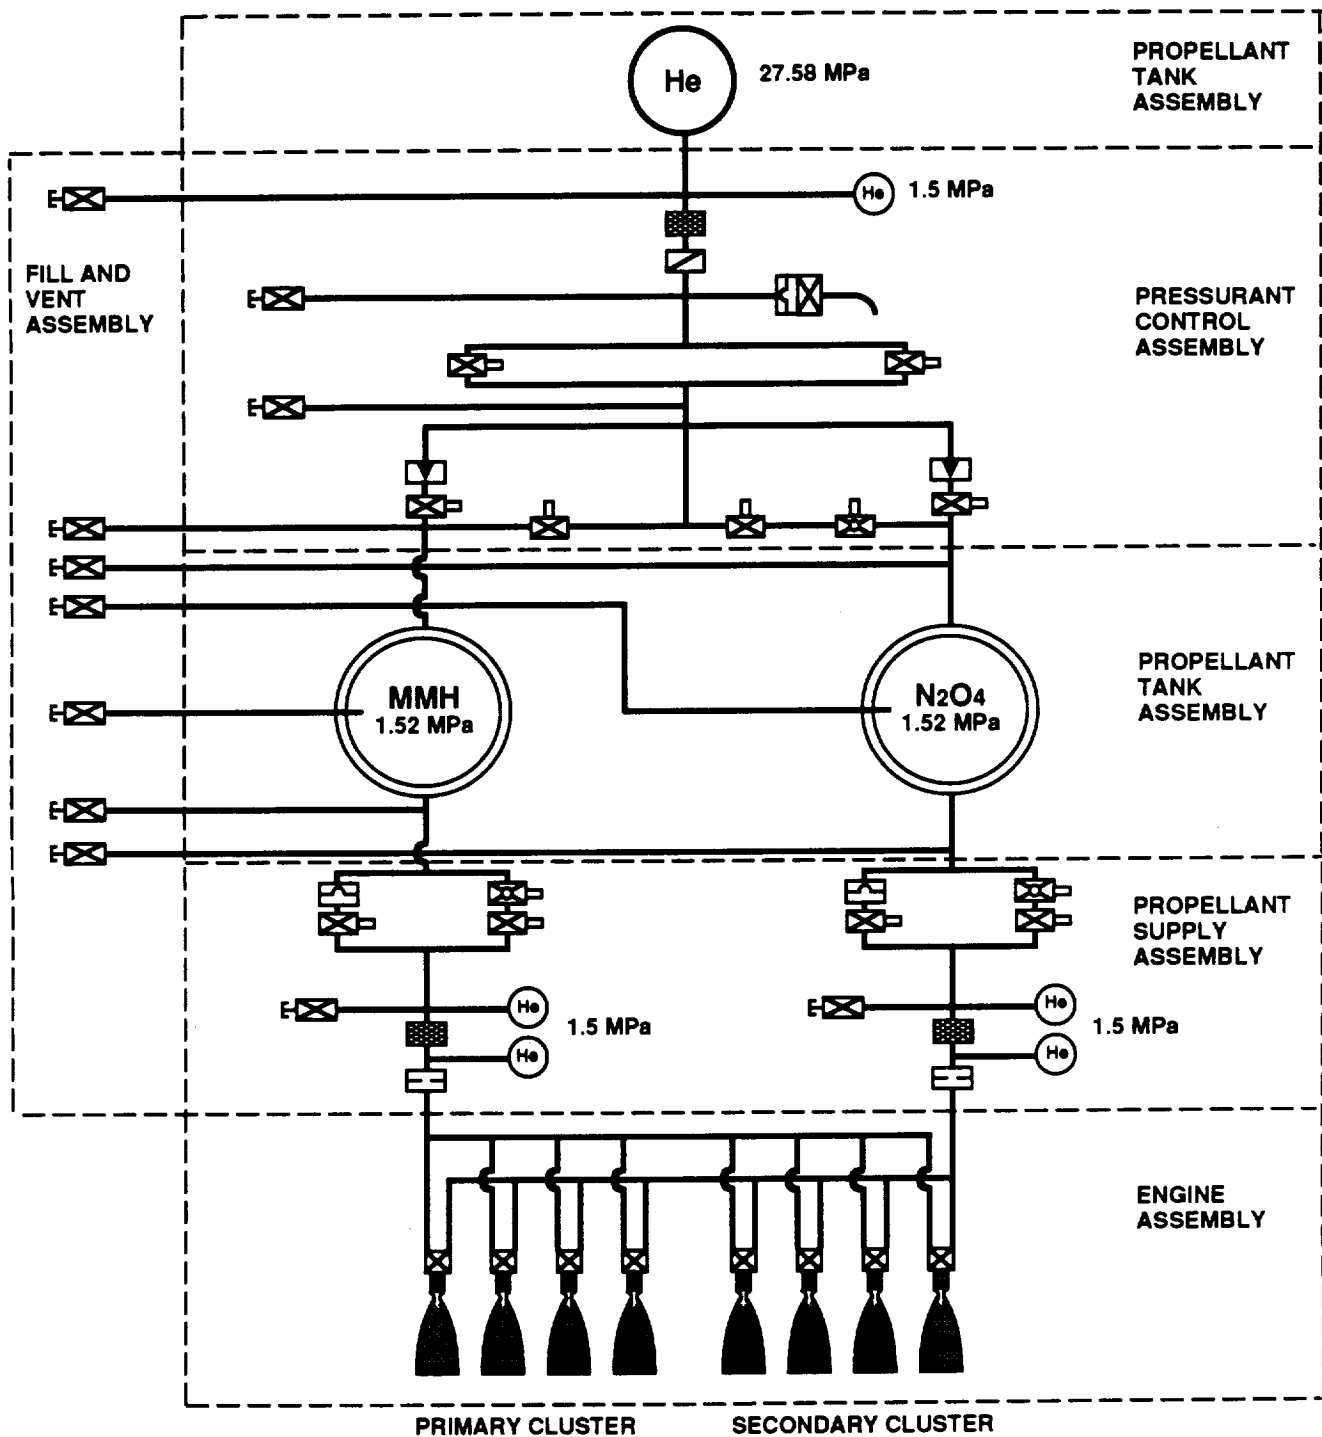 He
27.58 MPa
PROPELLANT
TANK
ASSEMBLY
He
1.5 MPa
FILL AND
VENT
ASSEMBLY
PRESSURANT
CONTROL
ASSEMBLY
MMH
1.52 MPa
N2O4
1.52 MPa
PROPELLANT
TANK
ASSEMBLY
PROPELLANT
SUPPLY
ASSEMBLY
He
1.5 MPa
He
He
1.5 MPa
He
ENGINE
ASSEMBLY
PRIMARY CLUSTER
SECONDARY CLUSTER